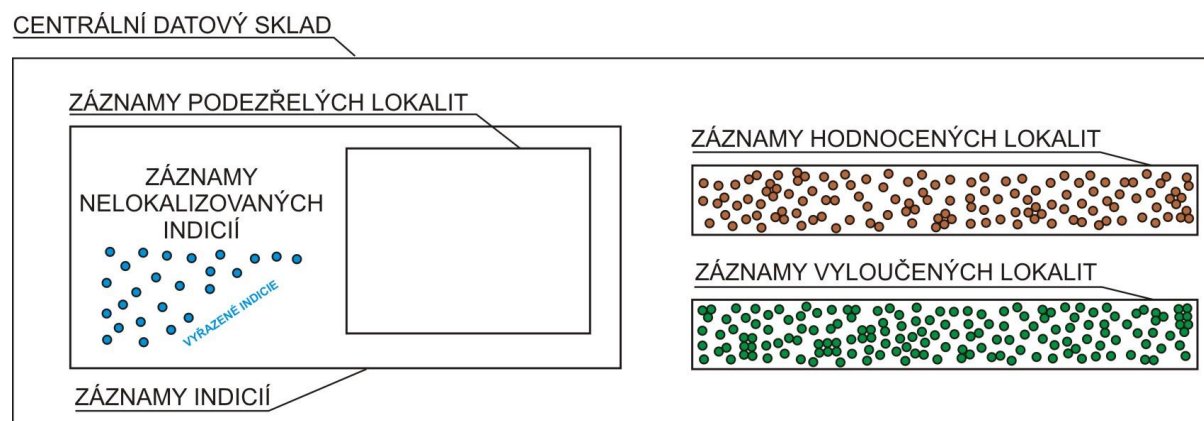 CENTRÁLNÍ DATOVÝ SKLAD
ZÁZNAMY PODEZŘELÝCH LOKALIT
ZÁZNAMY
NELOKALIZOVANÝCH
INDICIÍ
VYŘAZENÉ INDICIE
ZÁZNAMY INDICIÍ
ZÁZNAMY HODNOCENÝCH LOKALIT
ZÁZNAMY VYLOUČENÝCH LOKALIT